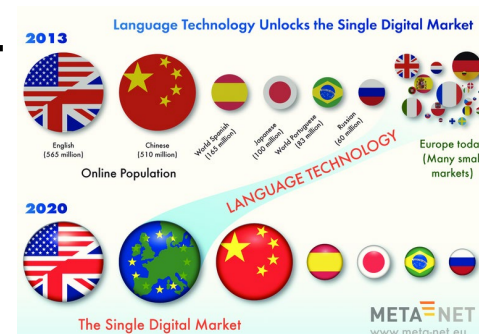 Language Technology Unlocks the Single Digital Market
2013
English
(565 million)
Chinese
(510 million)
World Spanish
(165 million)
Japanese
(100 million)
World Portuguese
(83 million)
Russian
(60 million)
Online Population
Europe toda
(Many smal
markets)
LANGUAGE TECHNOLOGY
2020
The Single Digital Market
META NET
www.meta-net.eu